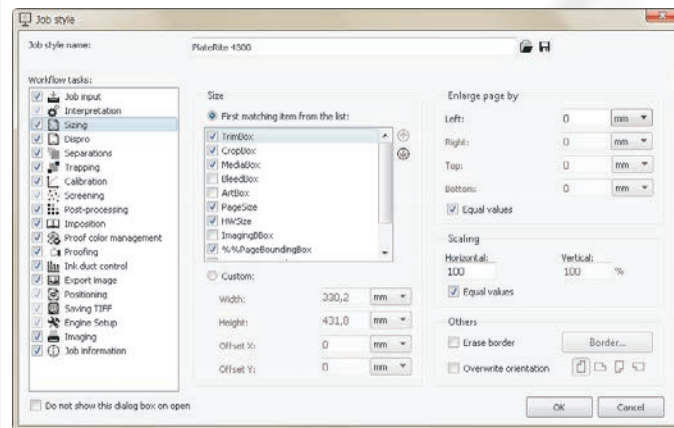 Job style
Job style name:
PlateRite 4300
Workflow tasks:
Job input
Interpretation
Sizing
Dispro
Separations
Trapping
Calibration
Screening
Post-processing
Imposition
Proof color management
Proofing
Ink duct control
Export image
Positioning
Saving TIFF
Engine Setup
Imaging
Job information
Size
First matching item from the list:
TrimBox
CropBox
MediaBox
BleedBox
ArtBox
PageSize
HWSize
ImagingBBox
%%PageBoundingBox
Custom:
Width: 330,2 mm
Height: 431,8 mm
Offset X: 0 mm
Offset Y: 0 mm
Enlarge page by
Left: 0 mm
Right: 0 mm
Top: 0 mm
Bottom: 0 mm
Equal values
Scaling
Horizontal: Vertical:
100 100 %
Equal values
Others
Erase border Border...
Overwrite orientation
Do not show this dialog box on open
OK Cancel